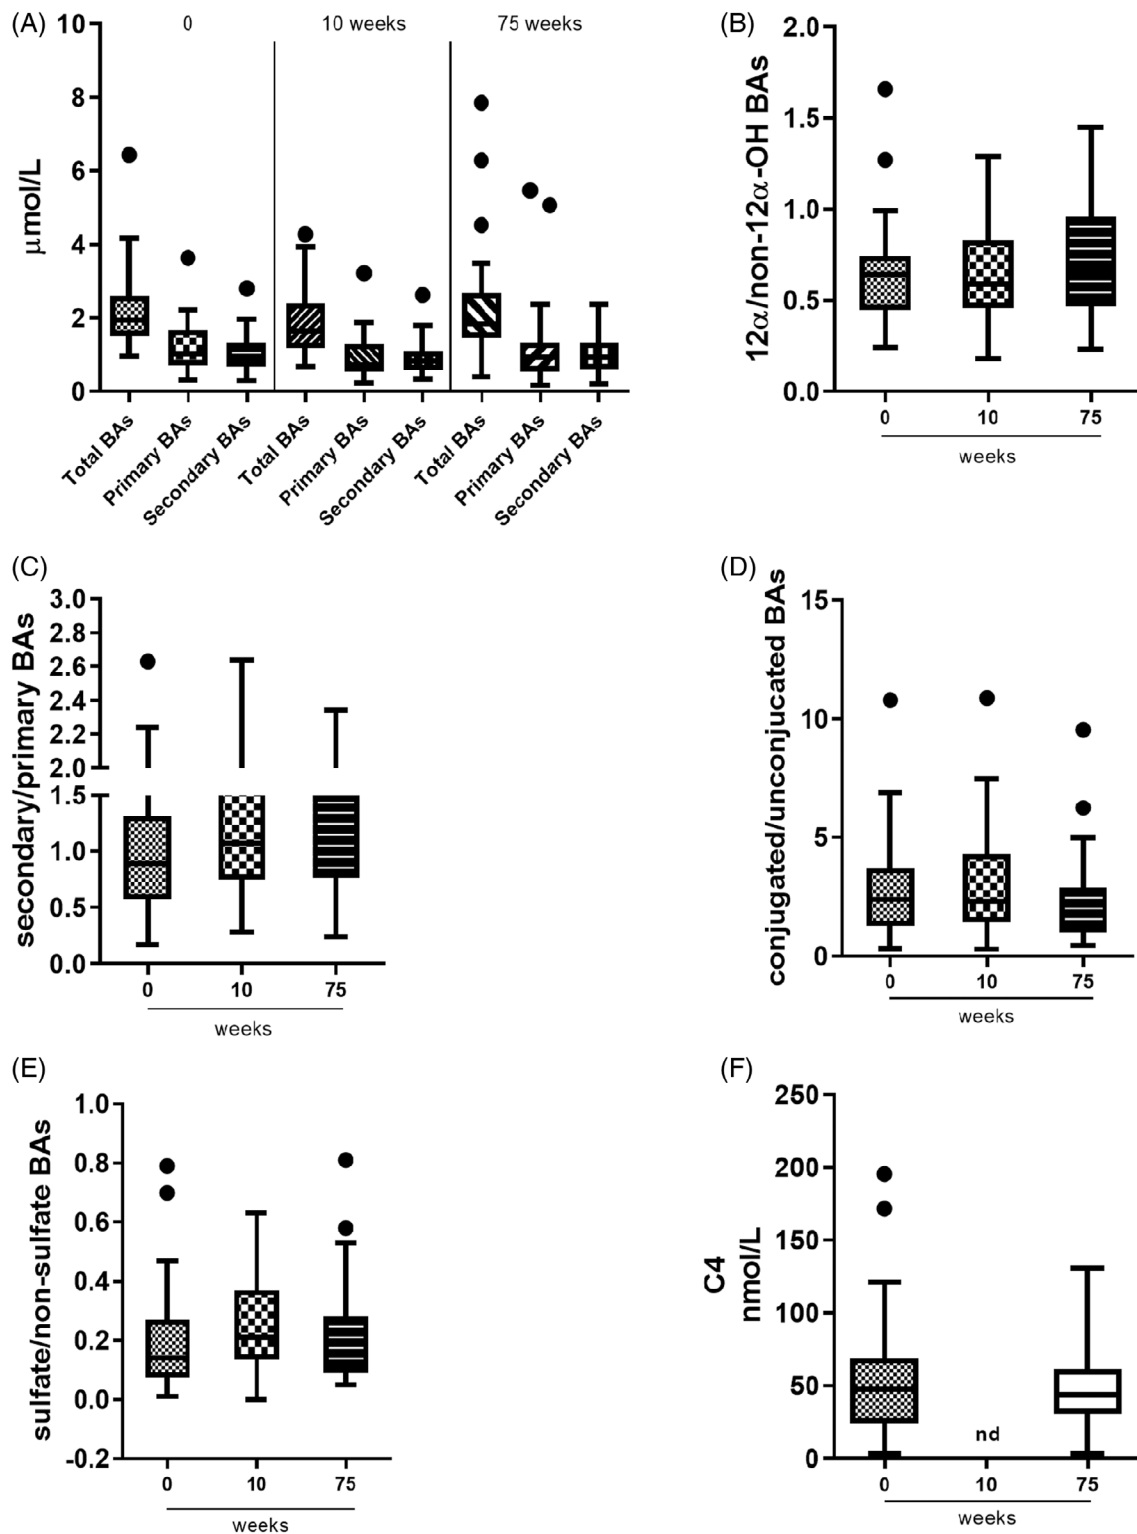 (A)
0
10 weeks
75 weeks
10
8
6
4
2
0
μmol/L
Total BAs
Primary BAs
Secondary BAs
Total BAs
Primary BAs
Secondary BAs
Total BAs
Primary BAs
Secondary BAs
(B)
2.0
1.5
1.0
0.5
0.0
12α/non-12α-OH BAs
0 10 75
weeks
(C)
3.0
2.8
2.6
2.4
2.2
2.0
1.5
1.0
0.5
0.0
secondary/primary BAs
0 10 75
weeks
(D)
15
10
5
0
conjugated/unconjucated BAs
0 10 75
weeks
(E)
1.0
0.8
0.6
0.4
0.2
0.0
-0.2
sulfate/non-sulfate BAs
0 10 75
weeks
(F)
250
200
150
100
50
0
C4
nmol/L
nd
0 10 75
weeks